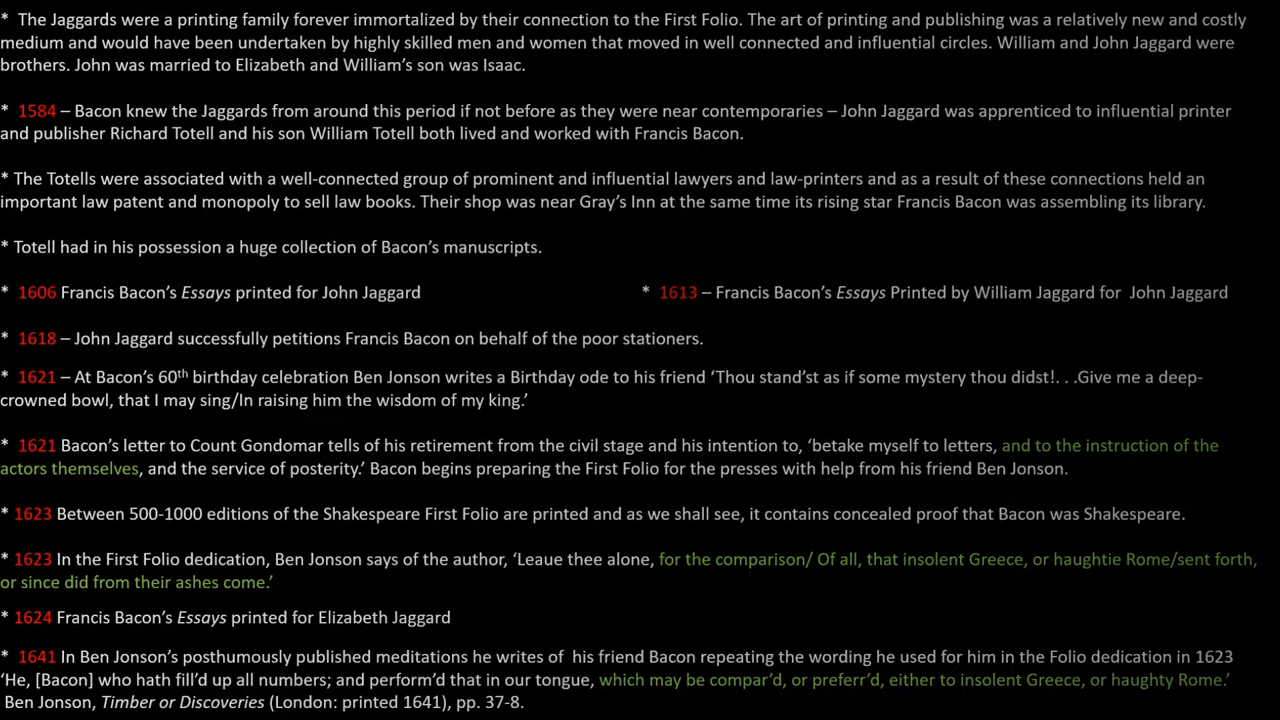 * The Jaggards were a printing family forever immortalized by their connection to the First Folio. The art of printing and publishing was a relatively new and costly
medium and would have been undertaken by highly skilled men and women that moved in well connected and influential circles. William and John Jaggard were
brothers. John was married to Elizabeth and William's son was Isaac.
* 1584 – Bacon knew the Jaggards from around this period if not before as they were near contemporaries – John Jaggard was apprenticed to influential printer
and publisher Richard Totell and his son William Totell both lived and worked with Francis Bacon.
* The Totells were associated with a well-connected group of prominent and influential lawyers and law-printers and as a result of these connections held an
important law patent and monopoly to sell law books. Their shop was near Gray's Inn at the same time its rising star Francis Bacon was assembling its library.
* Totell had in his possession a huge collection of Bacon's manuscripts.
* 1606 Francis Bacon's Essays printed for John Jaggard
* 1613 – Francis Bacon's Essays Printed by William Jaggard for John Jaggard
* 1618 – John Jaggard successfully petitions Francis Bacon on behalf of the poor stationers.
* 1621 – At Bacon's 60th birthday celebration Ben Jonson writes a Birthday ode to his friend 'Thou stand'st as if some mystery thou didst!. . .Give me a deep-
crowned bowl, that I may sing/In raising him the wisdom of my king.'
* 1621 Bacon's letter to Count Gondomar tells of his retirement from the civil stage and his intention to, 'betake myself to letters, and to the instruction of the
actors themselves, and the service of posterity.' Bacon begins preparing the First Folio for the presses with help from his friend Ben Jonson.
* 1623 Between 500-1000 editions of the Shakespeare First Folio are printed and as we shall see, it contains concealed proof that Bacon was Shakespeare.
* 1623 In the First Folio dedication, Ben Jonson says of the author, 'Leaue thee alone, for the comparison/ Of all, that insolent Greece, or haughtie Rome/sent forth,
or since did from their ashes come.'
* 1624 Francis Bacon's Essays printed for Elizabeth Jaggard
* 1641 In Ben Jonson's posthumously published meditations he writes of his friend Bacon repeating the wording he used for him in the Folio dedication in 1623
'He, [Bacon] who hath fill'd up all numbers; and perform'd that in our tongue, which may be compar'd, or preferr'd, either to insolent Greece, or haughty Rome.'
Ben Jonson, Timber or Discoveries (London: printed 1641), pp. 37-8.